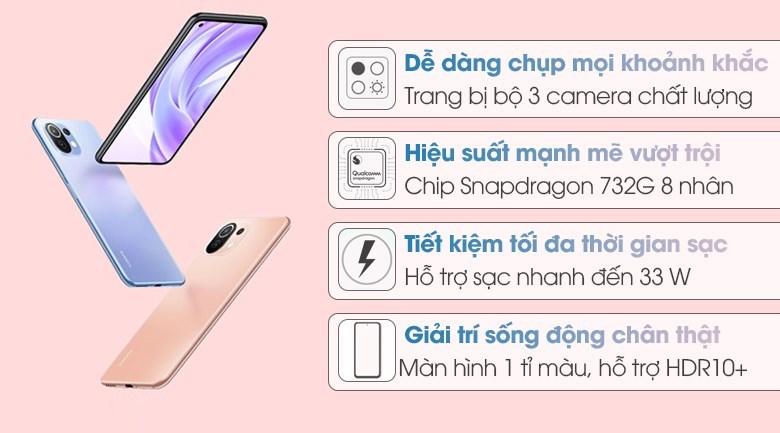 Dễ dàng chụp mọi khoảnh khắc
Trang bị bộ 3 camera chất lượng
Qualcomm
snapdragon
Hiệu suất mạnh mẽ vượt trội
Chip Snapdragon 732G 8 nhân
Tiết kiệm tối đa thời gian sạc
Hỗ trợ sạc nhanh đến 33 W
Giải trí sống động chân thật
Màn hình 1 tỉ màu, hỗ trợ HDR10+